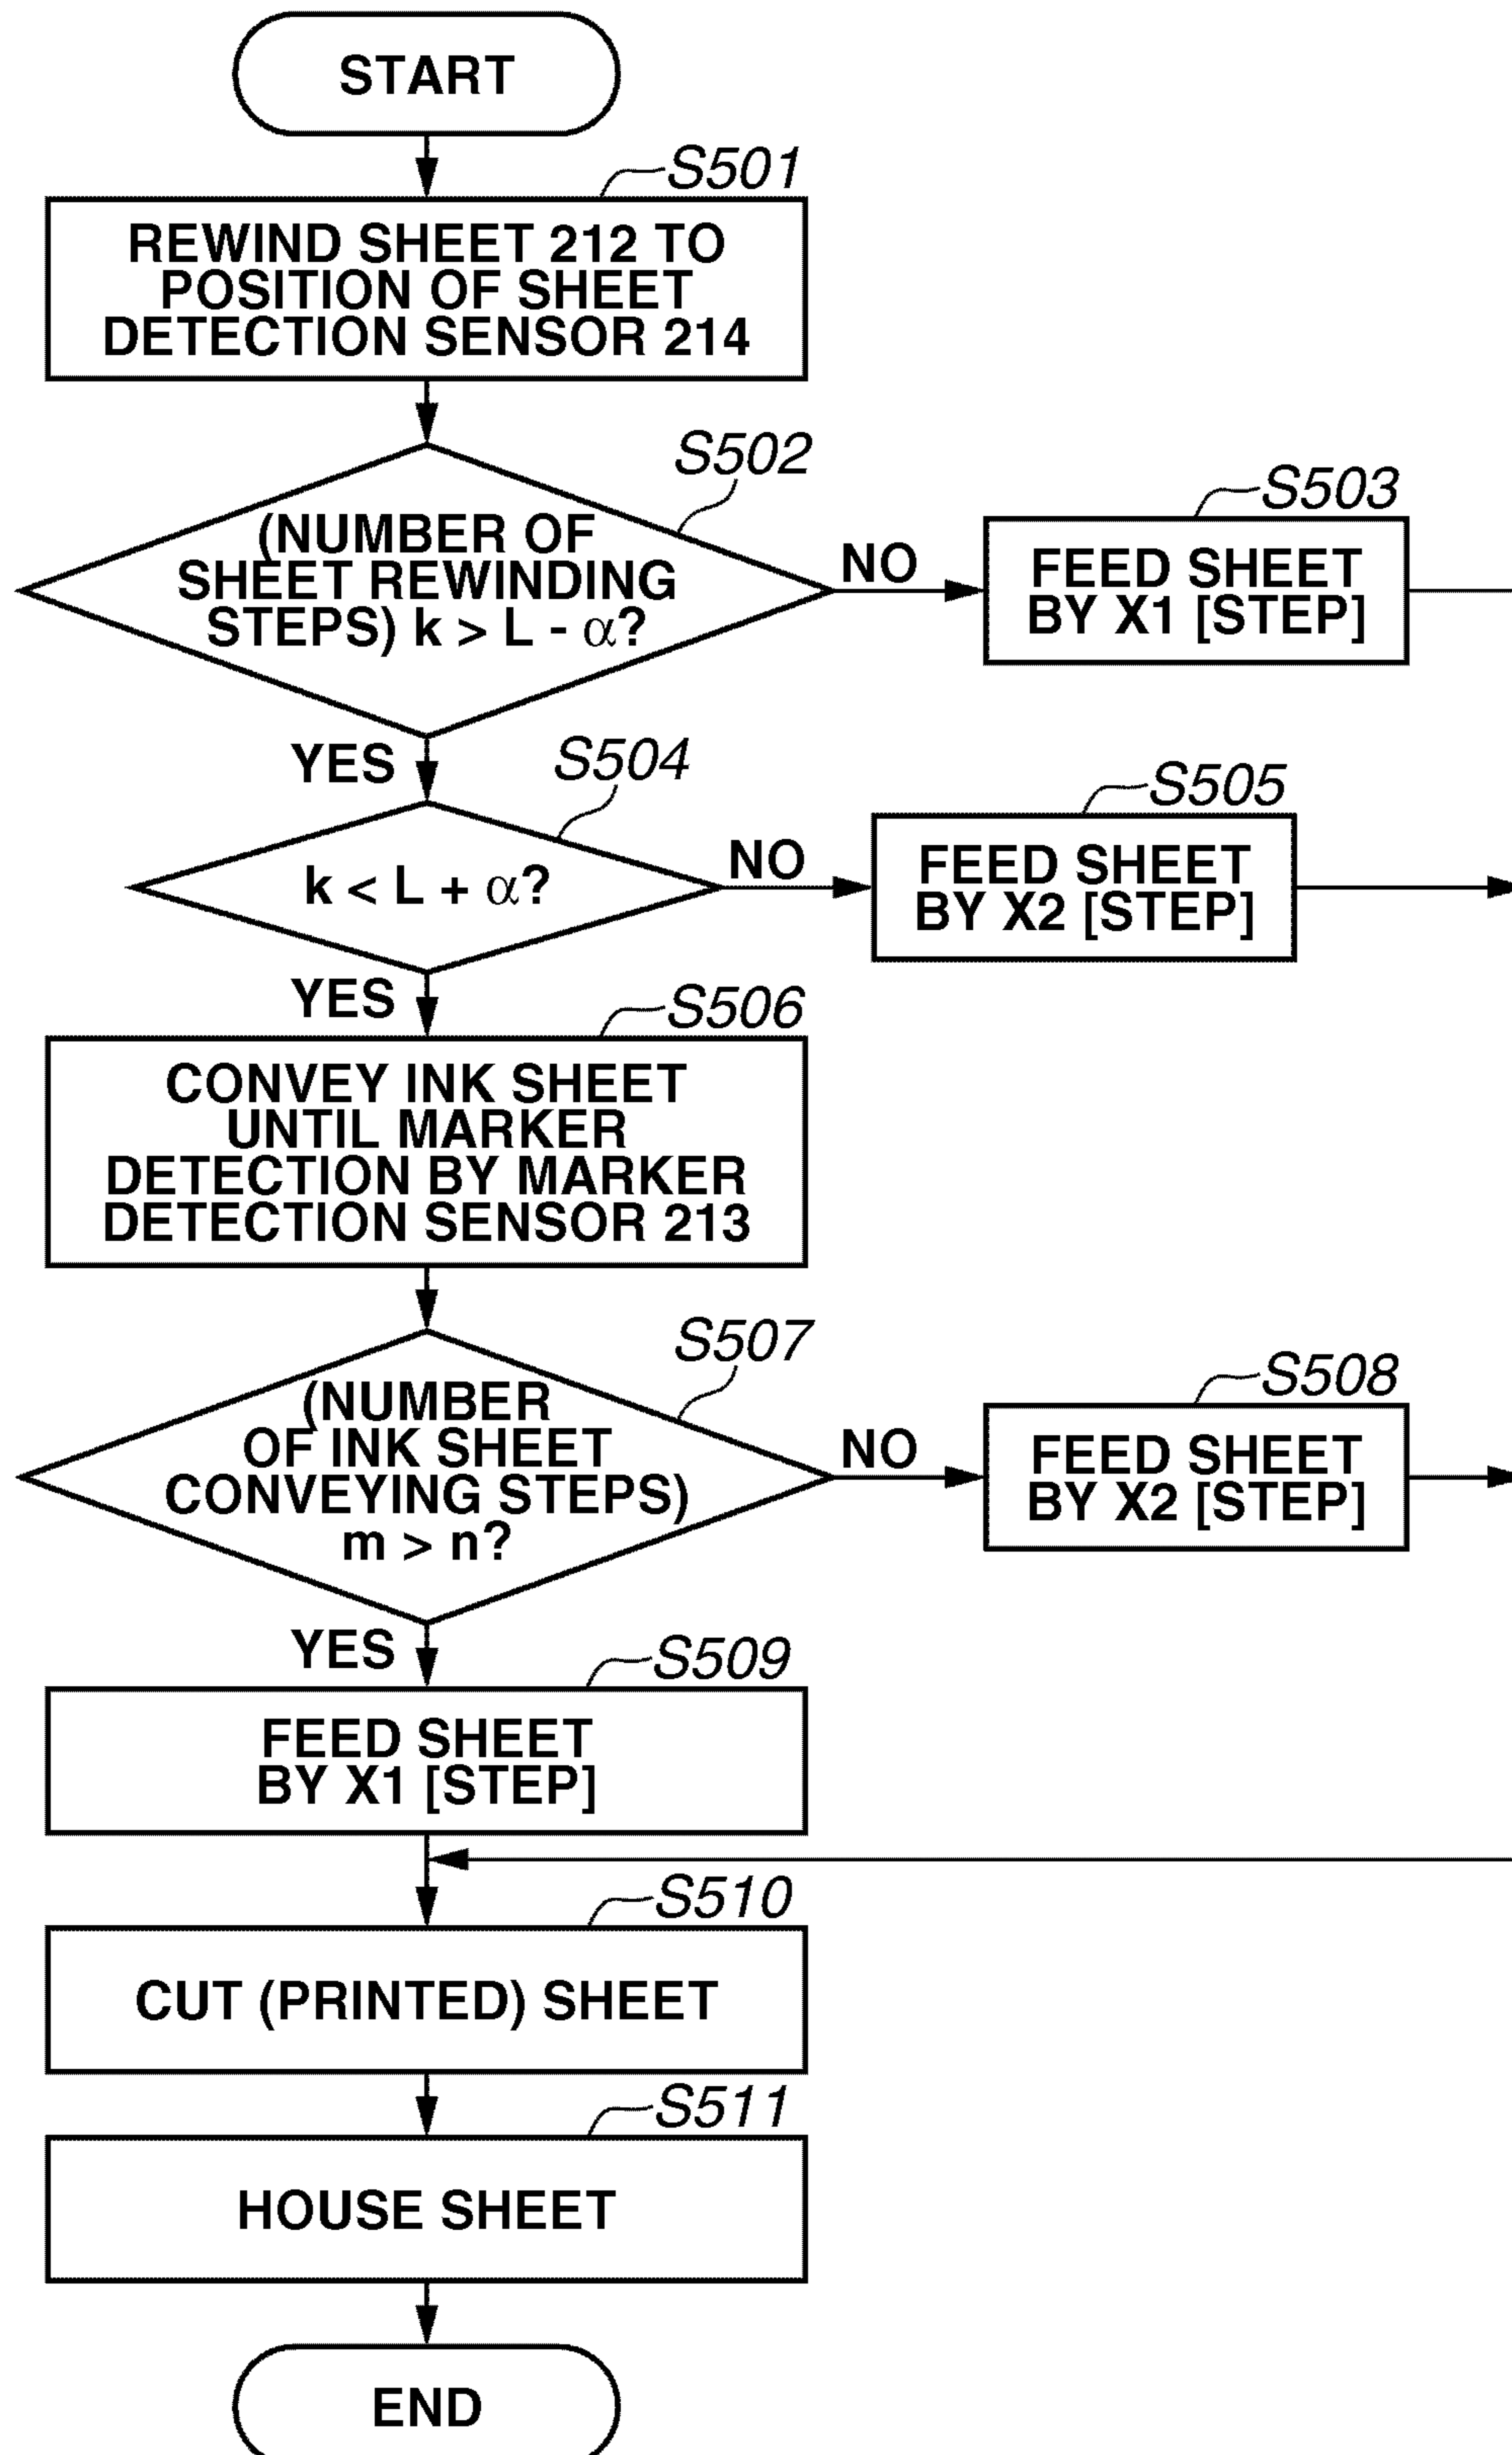 START
S501
REWIND SHEET 212 TO
POSITION OF SHEET
DETECTION SENSOR 214
S502
(NUMBER OF
SHEET REWINDING
STEPS) k > L - α?
NO
S503
FEED SHEET
BY X1 [STEP]
YES
S504
k < L + α?
NO
S505
FEED SHEET
BY X2 [STEP]
YES
S506
CONVEY INK SHEET
UNTIL MARKER
DETECTION BY MARKER
DETECTION SENSOR 213
S507
(NUMBER
OF INK SHEET
CONVEYING STEPS)
m > n?
NO
S508
FEED SHEET
BY X2 [STEP]
YES
S509
FEED SHEET
BY X1 [STEP]
S510
CUT (PRINTED) SHEET
S511
HOUSE SHEET
END